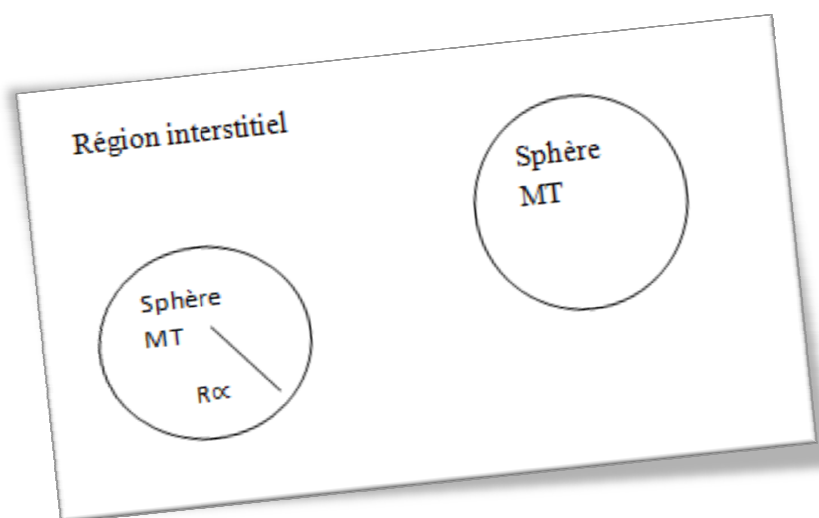 Région interstitiel
Sphère
MT
Sphère
MT
R∝